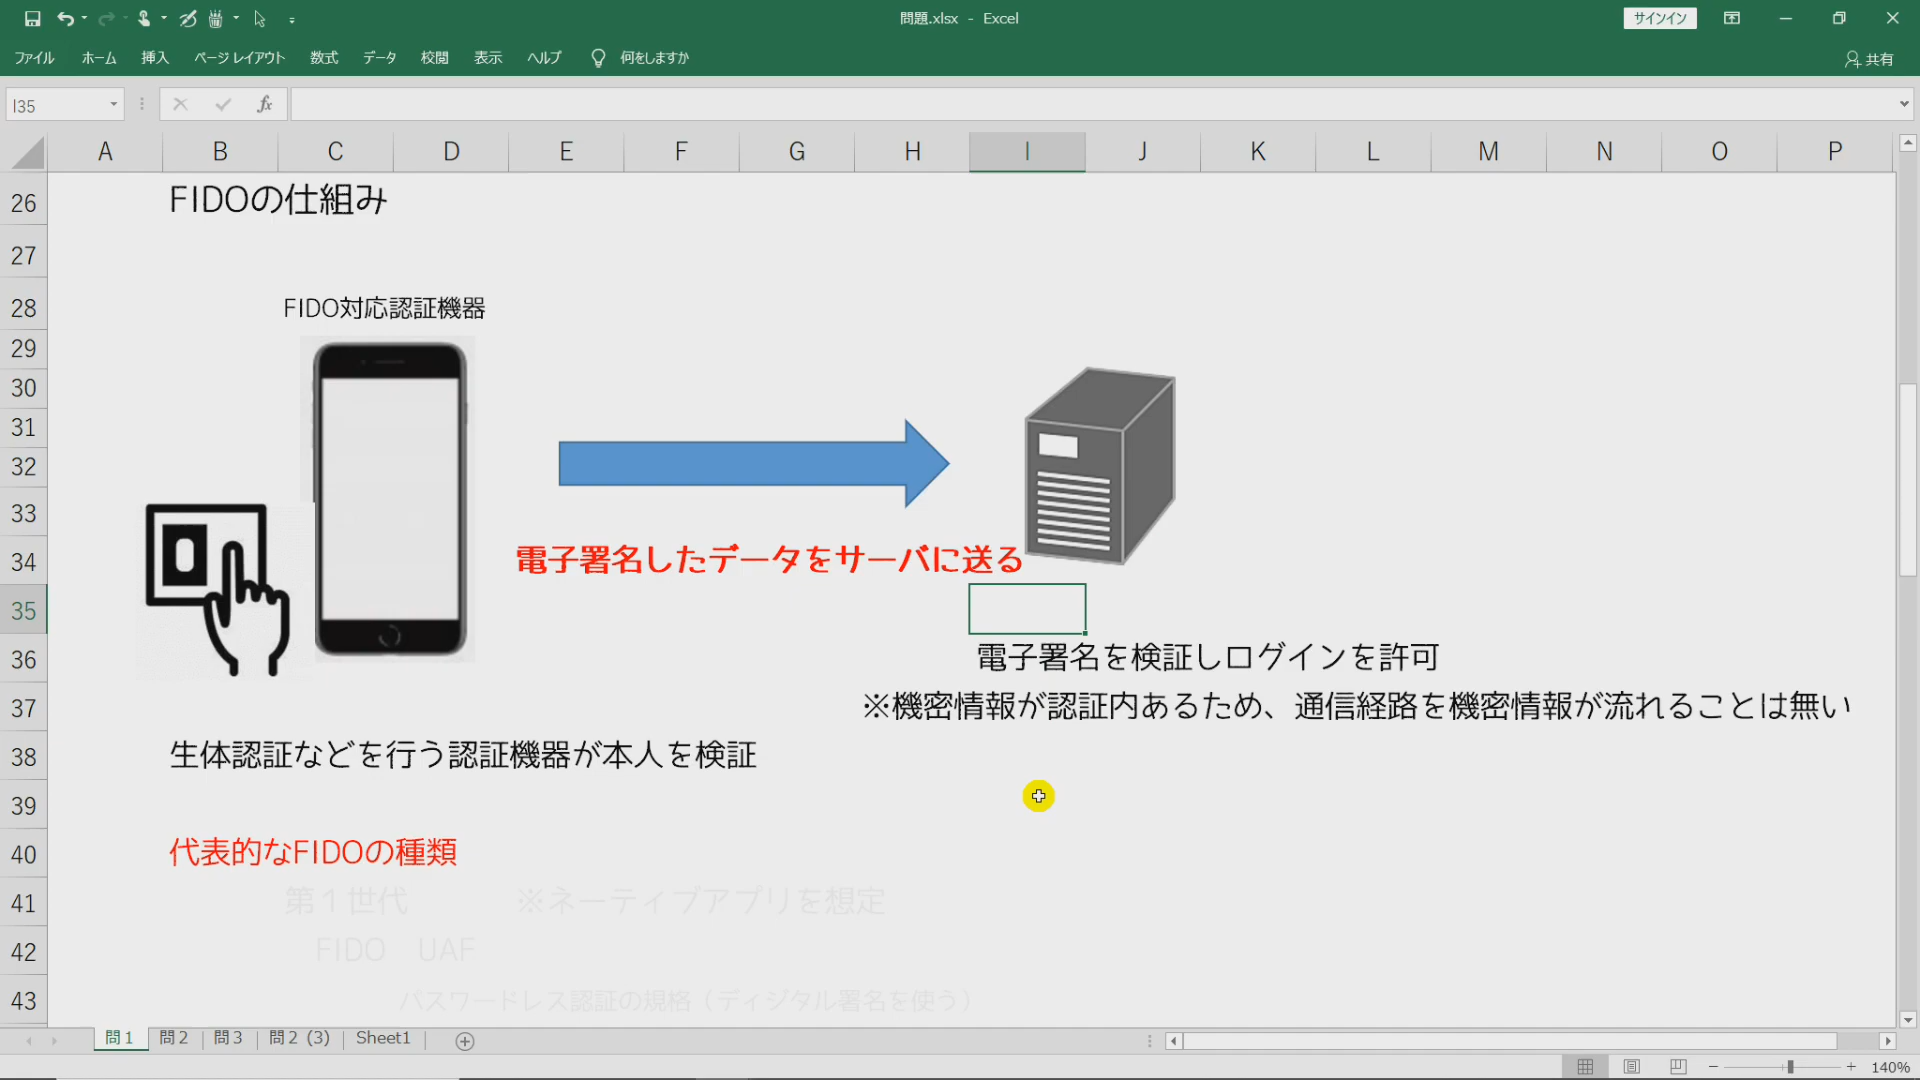 問題.xlsx - Excel
サインイン
ファイル ホーム 挿入 ページ レイアウト 数式 データ 校閲 表示 ヘルプ 何をしますか 共有
I35
fx
A B C D E F G H I J K L M N O P
26 FIDOの仕組み
27
28 FIDO対応認証機器
29
30
31
32
33
34 電子署名したデータをサーバに送る
35
36 電子署名を検証しログインを許可
37 ※機密情報が認証内あるため、通信経路を機密情報が流れることは無い
38 生体認証などを行う認証機器が本人を検証
39
40 代表的なFIDOの種類
41 第１世代 ※ネーティブアプリを想定
42 FIDO UAF
43 パスワードレス認証の規格（ディジタル署名を使う）
問1 問2 問3 問2 (3) Sheet1
140%